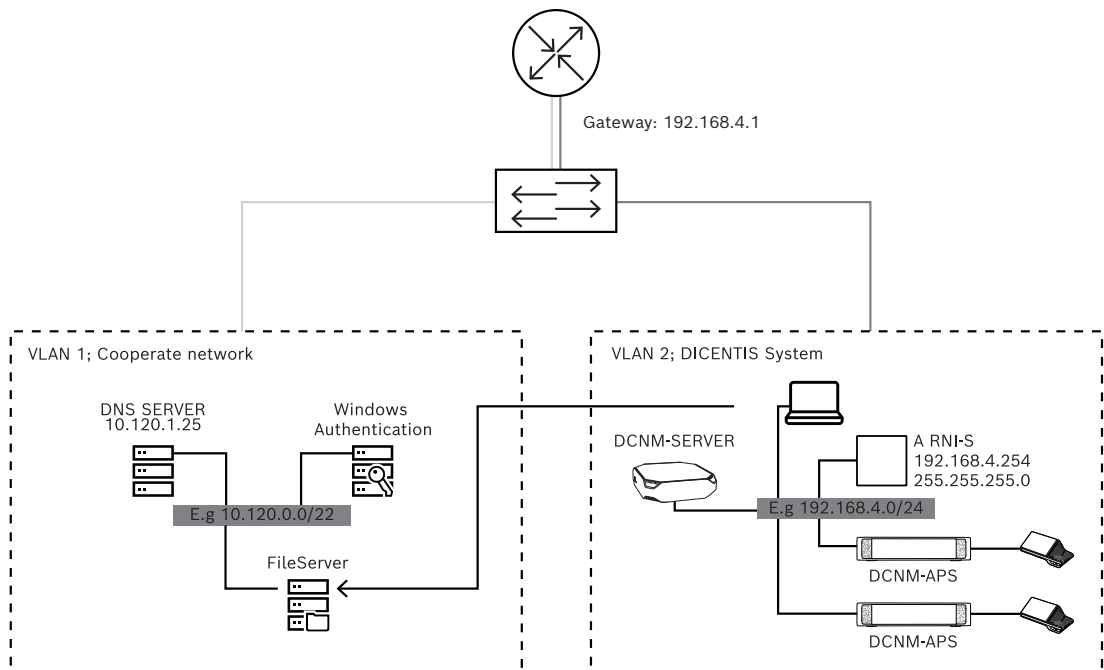 Gateway: 192.168.4.1
VLAN 1; Cooperate network
DNS SERVER
10.120.1.25
Windows
Authentication
E.g 10.120.0.0/22
FileServer
VLAN 2; DICENTIS System
DCNM-SERVER
A RNI-S
192.168.4.254
255.255.255.0
E.g 192.168.4.0/24
DCNM-APS
DCNM-APS